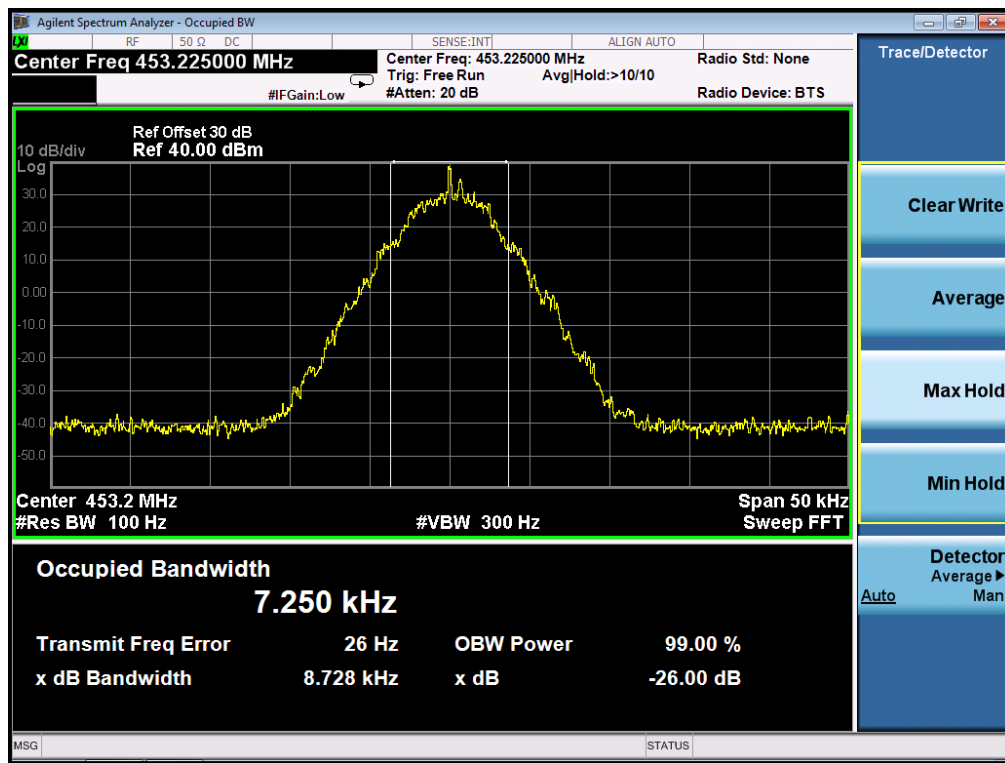 Agilent Spectrum Analyzer - Occupied BW
LXI RF 50 Ω DC SENSE:INT ALIGN AUTO
Center Freq 453.225000 MHz
Center Freq: 453.225000 MHz Radio Std: None
Trig: Free Run Avg|Hold:>10/10
#IFGain:Low #Atten: 20 dB Radio Device: BTS
Ref Offset 30 dB
10 dB/div Ref 40.00 dBm
Log
30.0
20.0
10.0
0.00
-10.0
-20.0
-30.0
-40.0
-50.0
Center 453.2 MHz Span 50 kHz
#Res BW 100 Hz #VBW 300 Hz Sweep FFT
Occupied Bandwidth
7.250 kHz
Transmit Freq Error 26 Hz OBW Power 99.00 %
x dB Bandwidth 8.728 kHz x dB -26.00 dB
MSG STATUS
Trace/Detector
Clear Write
Average
Max Hold
Min Hold
Detector
Average
Auto Man